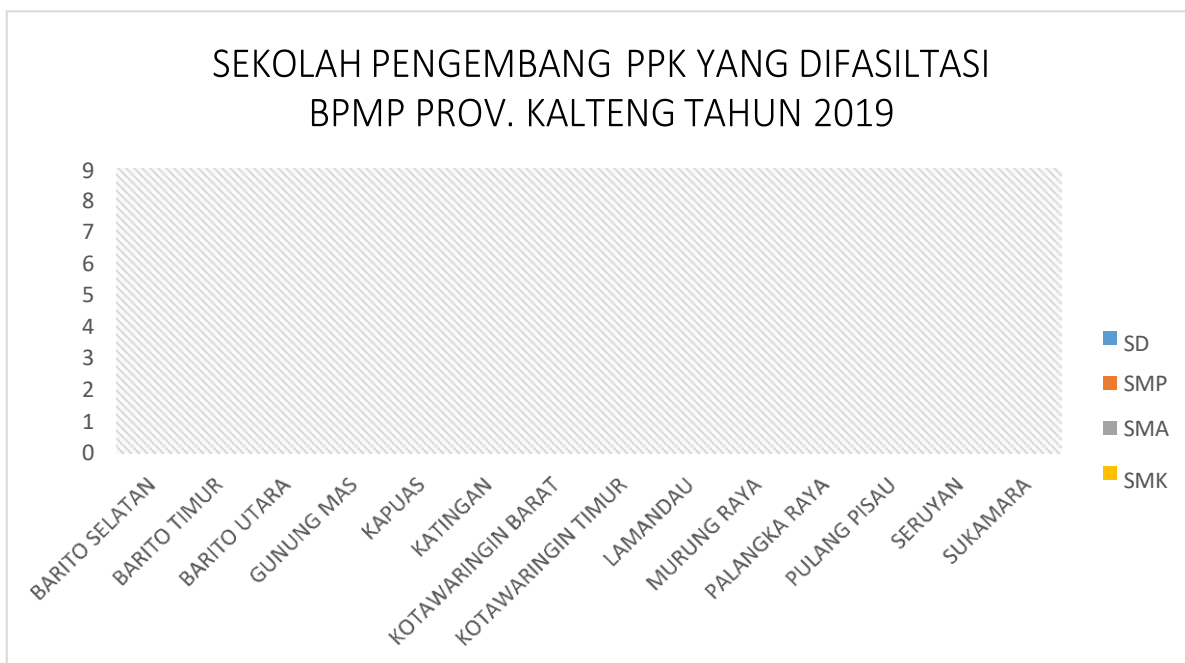 SEKOLAH PENGEMBANG PPK YANG DIFASILTASI
BPMP PROV. KALTENG TAHUN 2019
9
8
7
6
5
4
3
2
1
0
BARITO SELATAN
BARITO TIMUR
BARITO UTARA
GUNUNG MAS
KAPUAS
KATINGAN
KOTAWARINGIN BARAT
KOTAWARINGIN TIMUR
LAMANDAU
MURUNG RAYA
PALANGKA RAYA
PULANG PISAU
SERUYAN
SUKAMARA
SD
SMP
SMA
SMK